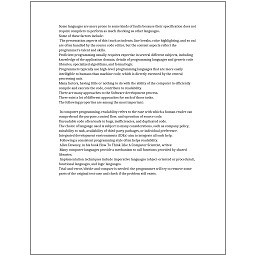 Some languages are more prone to some kinds of faults because their specification does not
require compilers to perform as much checking as other languages.
Some of these factors include:
The presentation aspects of this (such as indents, line breaks, color highlighting, and so on)
are often handled by the source code editor, but the content aspects reflect the
programmer's talent and skills.
Proficient programming usually requires expertise in several different subjects, including
knowledge of the application domain, details of programming languages and generic code
libraries, specialized algorithms, and formal logic.
Programmers typically use high-level programming languages that are more easily
intelligible to humans than machine code, which is directly executed by the central
processing unit.
Many factors, having little or nothing to do with the ability of the computer to efficiently
compile and execute the code, contribute to readability.
There are many approaches to the Software development process.
There exist a lot of different approaches for each of those tasks.
The following properties are among the most important:
In computer programming, readability refers to the ease with which a human reader can
comprehend the purpose, control flow, and operation of source code.
Unreadable code often leads to bugs, inefficiencies, and duplicated code.
The choice of language used is subject to many considerations, such as company policy,
suitability to task, availability of third-party packages, or individual preference.
Integrated development environments (IDEs) aim to integrate all such help.
Following a consistent programming style often helps readability.
Allen Downey, in his book How To Think Like A Computer Scientist, writes:
Many computer languages provide a mechanism to call functions provided by shared
libraries.
Implementation techniques include imperative languages (object-oriented or procedural),
functional languages, and logic languages.
Trial-and-error/divide-and-conquer is needed: the programmer will try to remove some
parts of the original test case and check if the problem still exists.